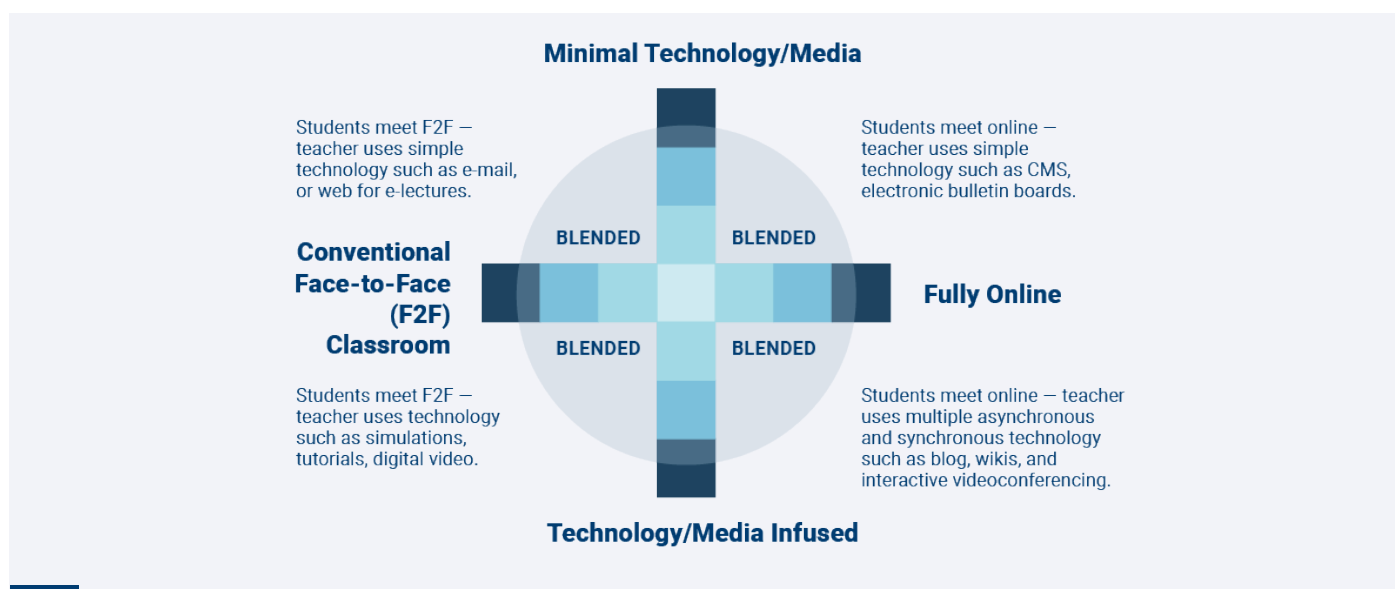 Minimal Technology/Media
Students meet F2F —
teacher uses simple
technology such as e-mail,
or web for e-lectures.
Students meet online —
teacher uses simple
technology such as CMS,
electronic bulletin boards.
BLENDED
BLENDED
Conventional
Face-to-Face
(F2F)
Classroom
Fully Online
BLENDED
BLENDED
Students meet F2F —
teacher uses technology
such as simulations,
tutorials, digital video.
Students meet online — teacher
uses multiple asynchronous
and synchronous technology
such as blog, wikis, and
interactive videoconferencing.
Technology/Media Infused